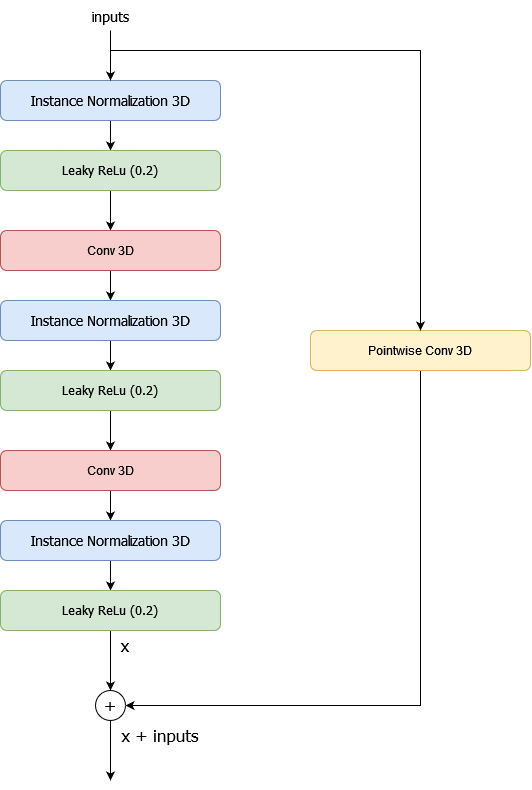 inputs
Instance Normalization 3D
Leaky ReLu (0.2)
Conv 3D
Instance Normalization 3D
Pointwise Conv 3D
Leaky ReLu (0.2)
Conv 3D
Instance Normalization 3D
Leaky ReLu (0.2)
x
+
x + inputs